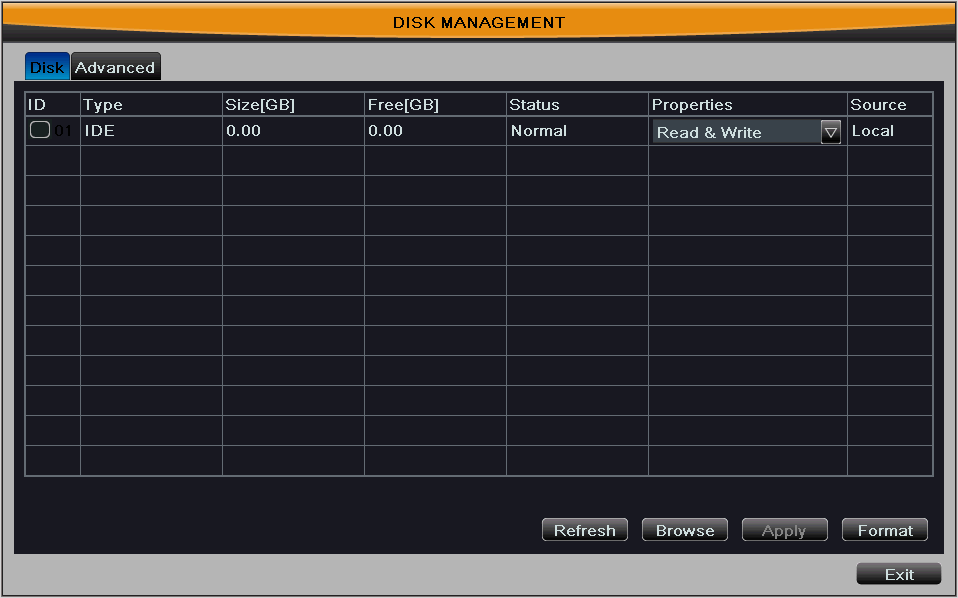 DISK MANAGEMENT
Disk Advanced
ID Type Size[GB] Free[GB] Status Properties Source
01 IDE 0.00 0.00 Normal Read & Write Local
Refresh Browse Apply Format
Exit